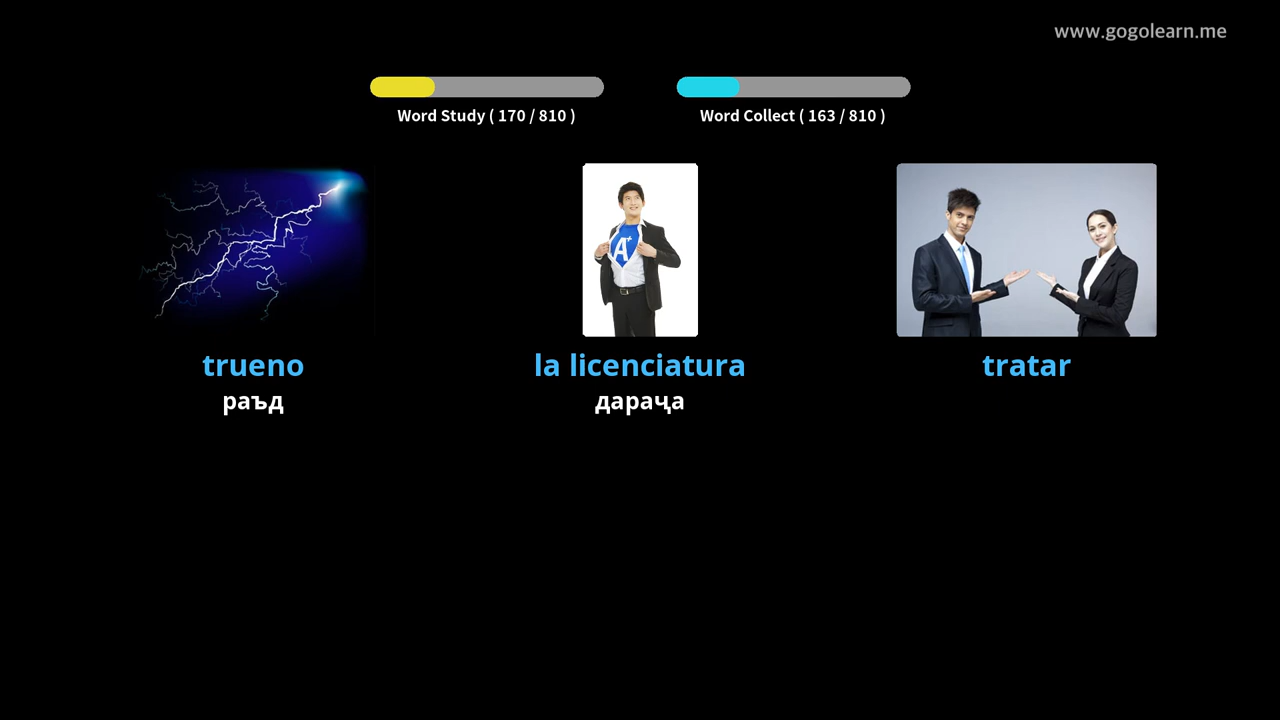 www.gogolearn.me
Word Study ( 170 / 810 )
Word Collect ( 163 / 810 )
A+
trueno
la licenciatura
tratar
раъд
дараҷа